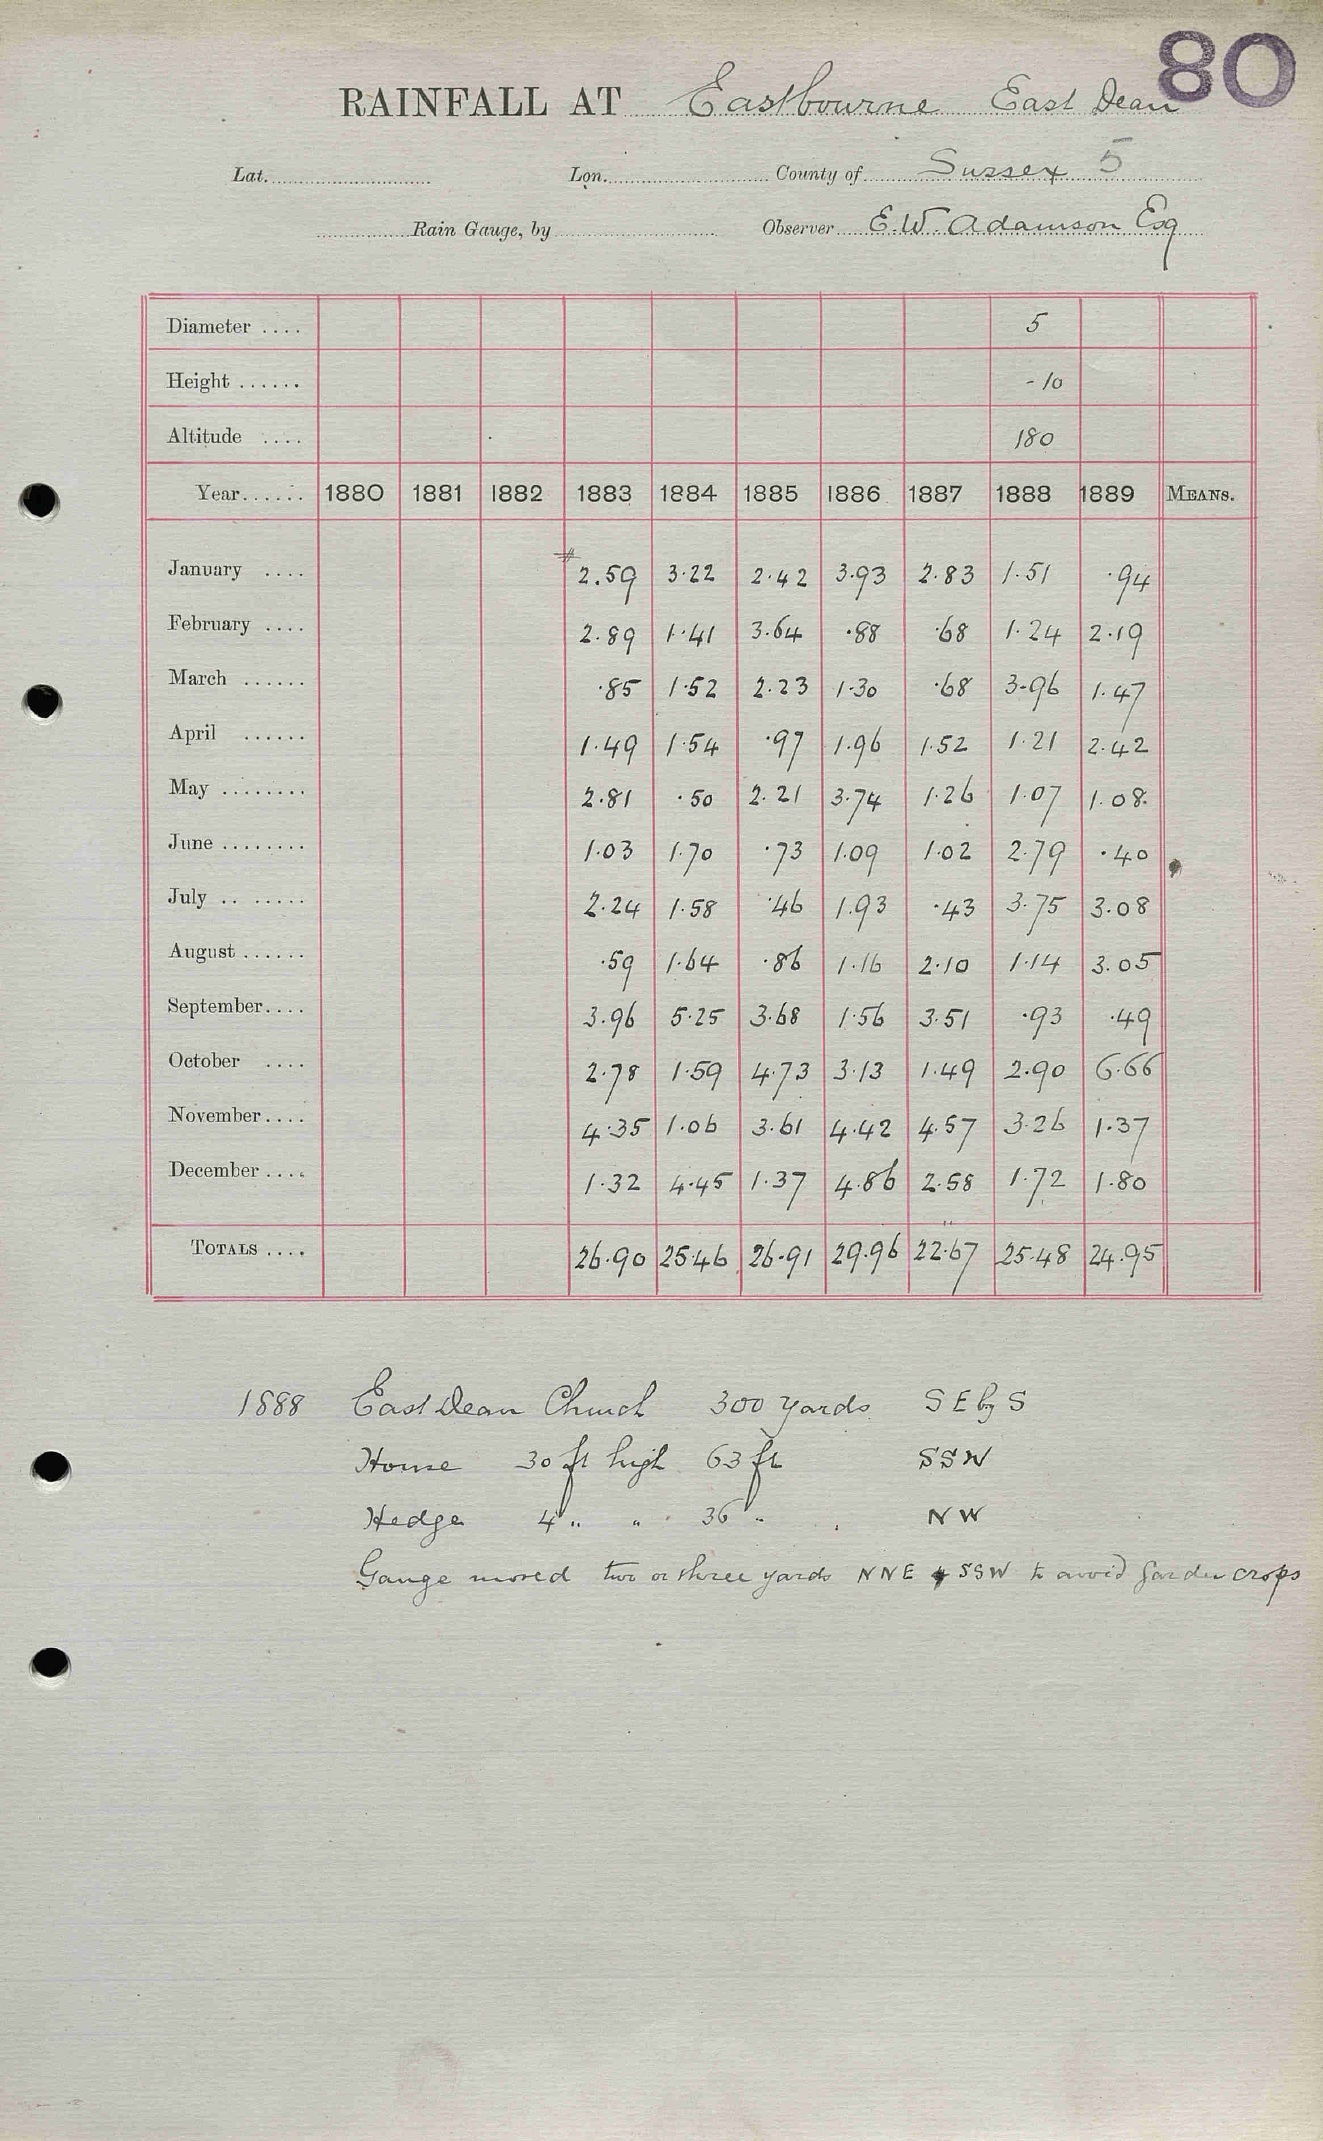 80
RAINFALL AT Eastbourne East Dean
Lat. Lon. County of Sussex 5
Rain Gauge, by Observer E.W. Adamson Esq
Diameter .... 5
Height ...... -10
Altitude .... 180
Year...... 1880 1881 1882 1883 1884 1885 1886 1887 1888 1889 MEANS.
#
January .... 2.59 3.22 2.42 3.93 2.83 1.51 .94
February .... 2.89 1.41 3.64 .88 .68 1.24 2.19
March ...... .85 1.52 2.23 1.30 .68 3.96 1.47
April ...... 1.49 1.54 .97 1.96 1.52 1.21 2.42
May ........ 2.81 .50 2.21 3.74 1.26 1.07 1.08
June ........ 1.03 1.70 .73 1.09 1.02 2.79 .40
July .. ..... 2.24 1.58 .46 1.93 .43 3.75 3.08
August ...... .59 1.64 .86 1.16 2.10 1.14 3.05
September.... 3.96 5.25 3.68 1.56 3.51 .93 .49
October .... 2.78 1.59 4.73 3.13 1.49 2.90 6.66
November.... 4.35 1.06 3.61 4.42 4.57 3.26 1.37
December .... 1.32 4.45 1.37 4.86 2.58 1.72 1.80
TOTALS .... 26.90 25.46 26.91 29.96 22.67 25.48 24.95
1888 East Dean Church 300 yards S E by S
House 30 ft high 63 ft SSW
Hedge 4 " " 36 " NW
Gauge moved two or three yards NNE & SSW to avoid garden crops